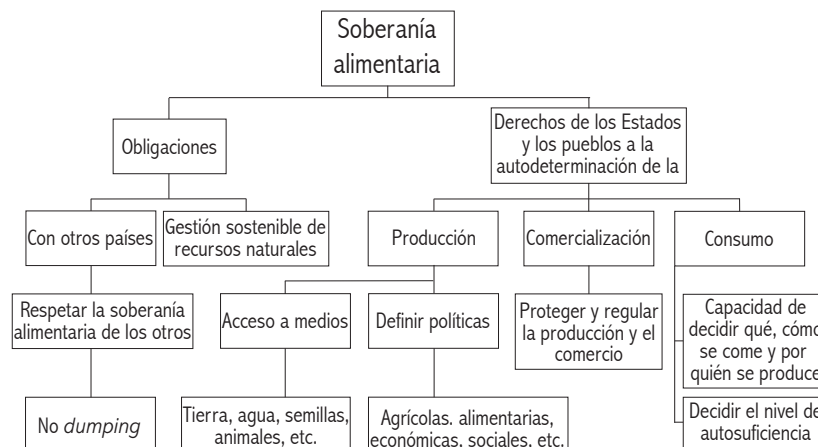 Soberanía
alimentaria
Obligaciones
Derechos de los Estados
y los pueblos a la
autodeterminación de la
Con otros países
Gestión sostenible de
recursos naturales
Producción
Comercialización
Consumo
Respetar la soberanía
alimentaria de los otros
Acceso a medios
Definir políticas
Proteger y regular
la producción y el
comercio
Capacidad de
decidir qué, cómo
se come y por
quién se produce
No dumping
Tierra, agua, semillas,
animales, etc.
Agrícolas. alimentarias,
económicas, sociales, etc.
Decidir el nivel de
autosuficiencia